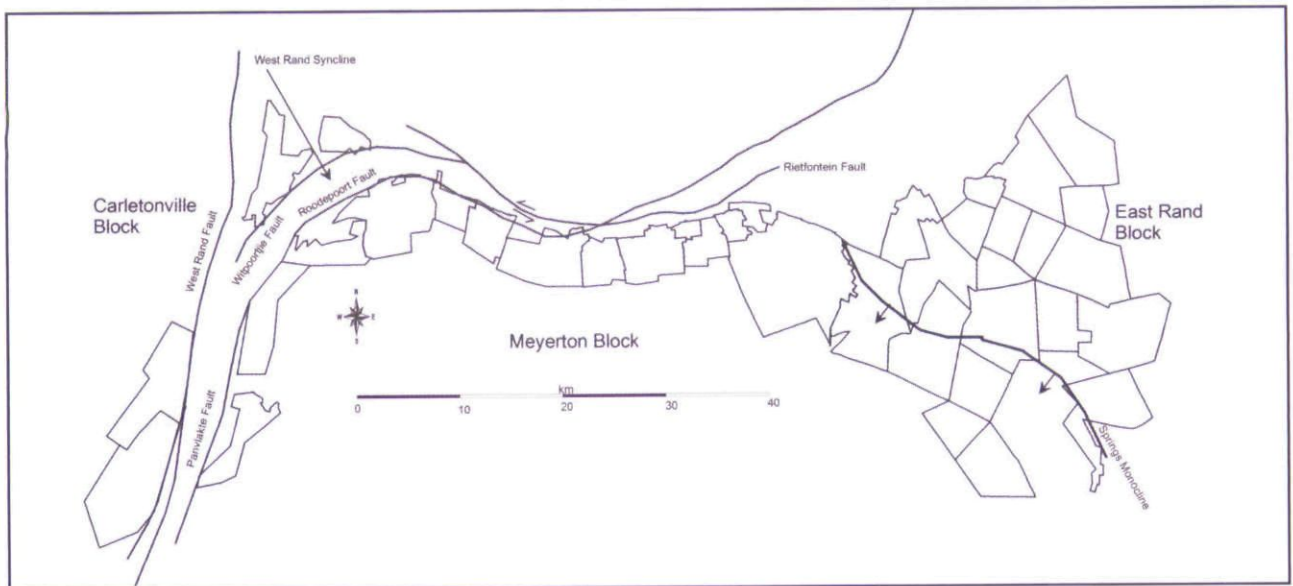 West Rand Syncline
Rietfontein Fault
Carletonville
Block
West Rand Fault
Witpoortjie Fault
Roodepoort Fault
East Rand
Block
N
W E
S
Meyerton Block
km
0 10 20 30 40
Panvlakte Fault
Springs Monocline